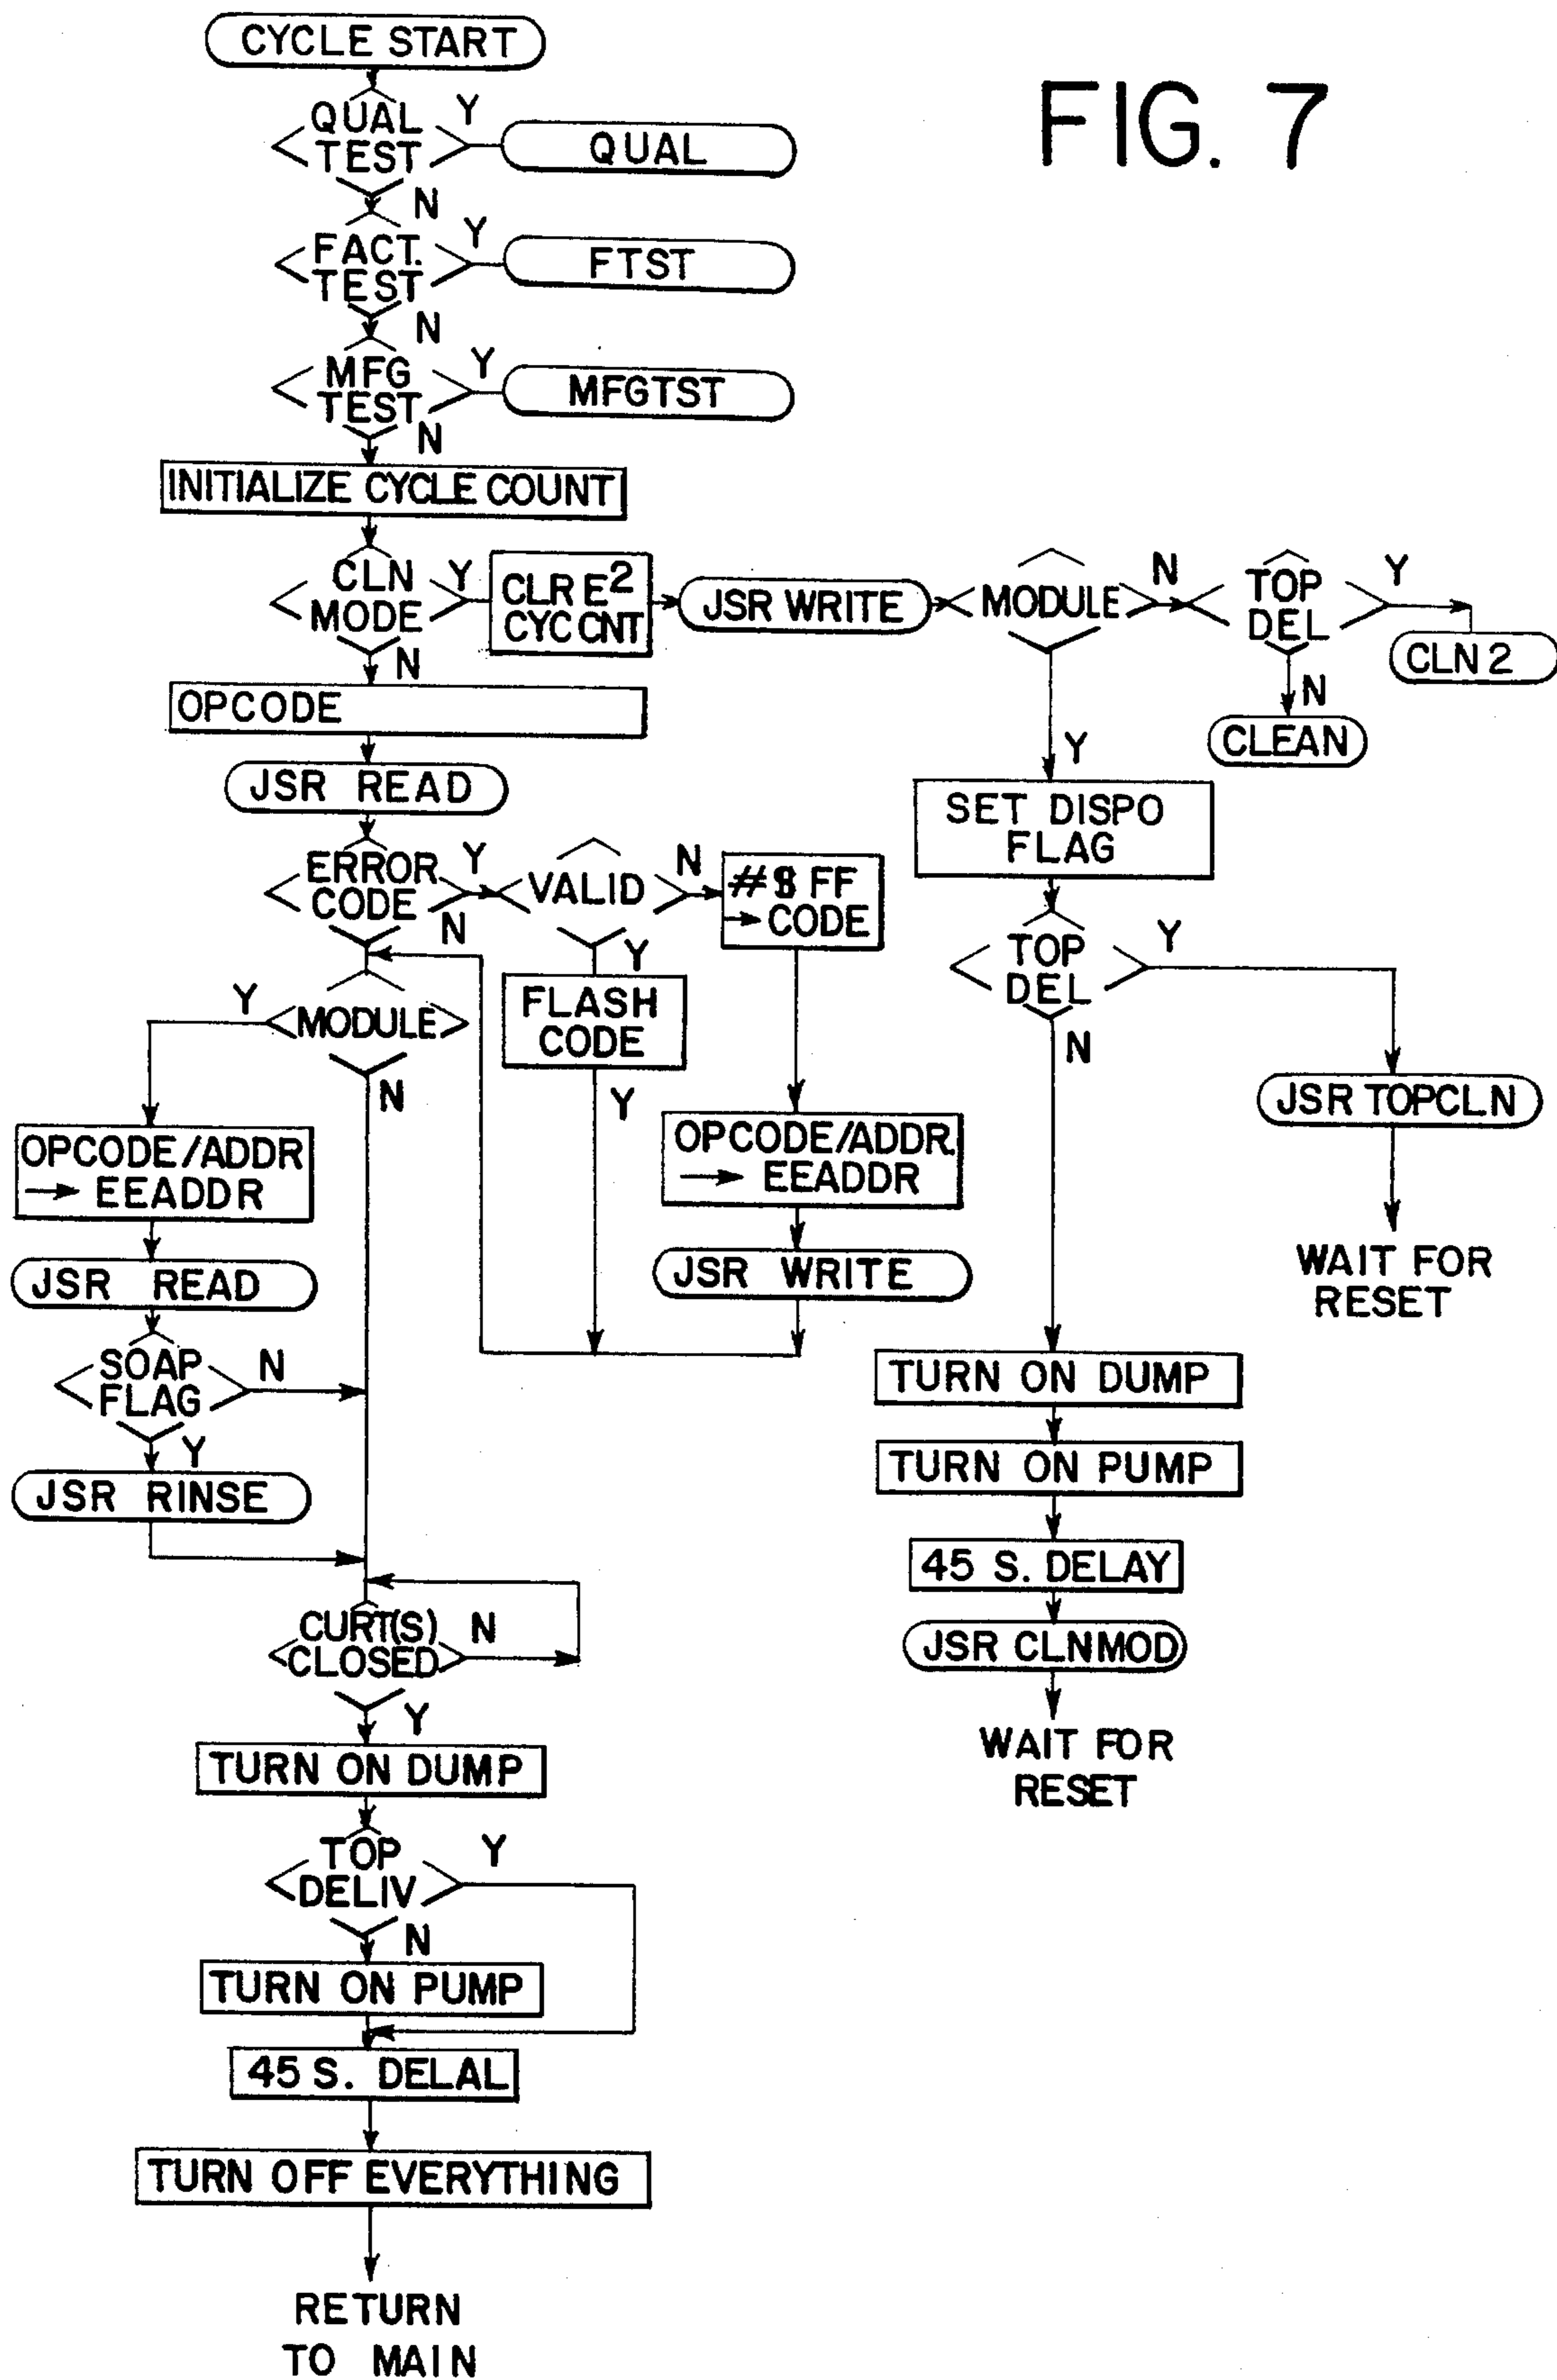 FIG. 7
CYCLE START
QUAL
TEST
Y
QUAL
N
FACT.
TEST
Y
FTST
N
MFG
TEST
Y
MFGTST
N
INITIALIZE CYCLE COUNT
CLN
MODE
Y
CLR E²
CYC CNT
JSR WRITE
MODULE
N
TOP
DEL
Y
CLN 2
N
CLEAN
N
OPCODE
JSR READ
Y
SET DISPO
FLAG
ERROR
CODE
Y
VALID
N
FF
→ CODE
N
Y
FLASH
CODE
Y
TOP
DEL
Y
N
JSR TOPCLN
WAIT FOR
RESET
Y
MODULE
N
OPCODE/ADDR
→ EEADDR
OPCODE/ADDR.
→ EEADDR
JSR READ
JSR WRITE
SOAP
FLAG
N
Y
JSR RINSE
TURN ON DUMP
TURN ON PUMP
45 S. DELAY
JSR CLNMOD
WAIT FOR
RESET
CURT(S)
CLOSED
N
Y
TURN ON DUMP
TOP
DELIV
Y
N
TURN ON PUMP
45 S. DELAL
TURN OFF EVERYTHING
RETURN
TO MAIN